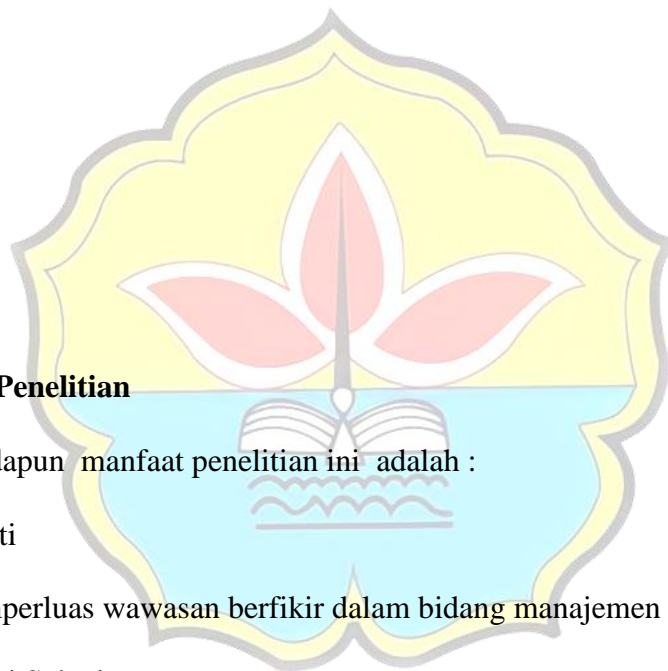 Penelitian
dapun manfaat penelitian ini adalah :
ti
perluas wawasan berfikir dalam bidang manajemen